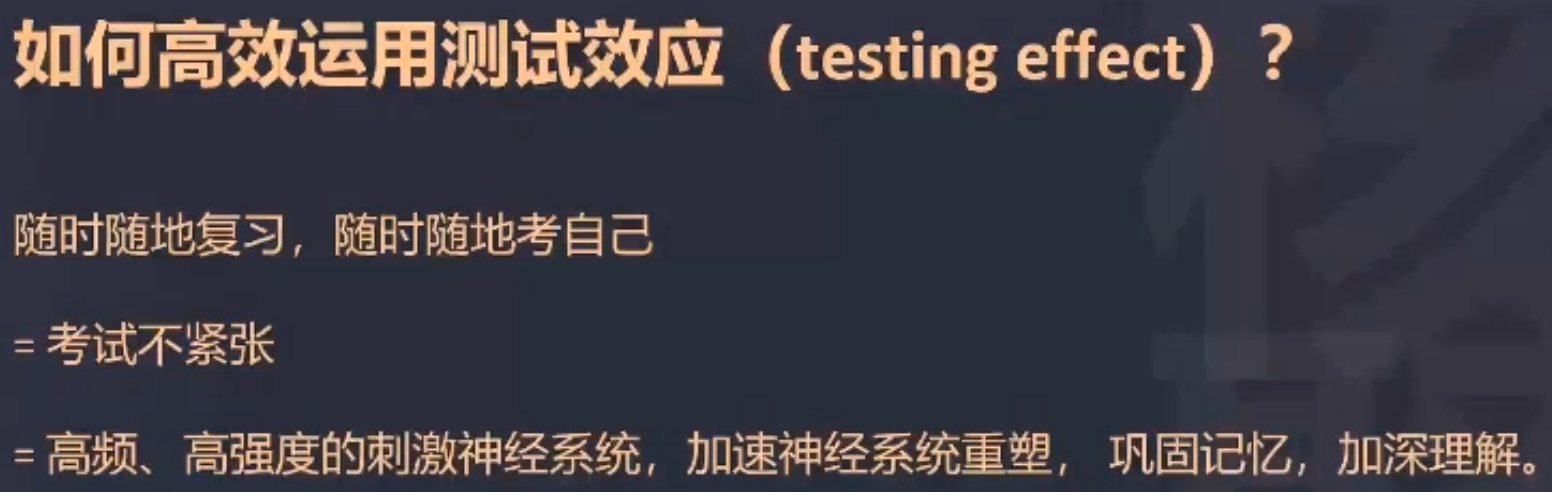 如何高效运用测试效应（testing effect）？
随时随地复习，随时随地考自己
= 考试不紧张
= 高频、高强度的刺激神经系统，加速神经系统重塑， 巩固记忆，加深理解。